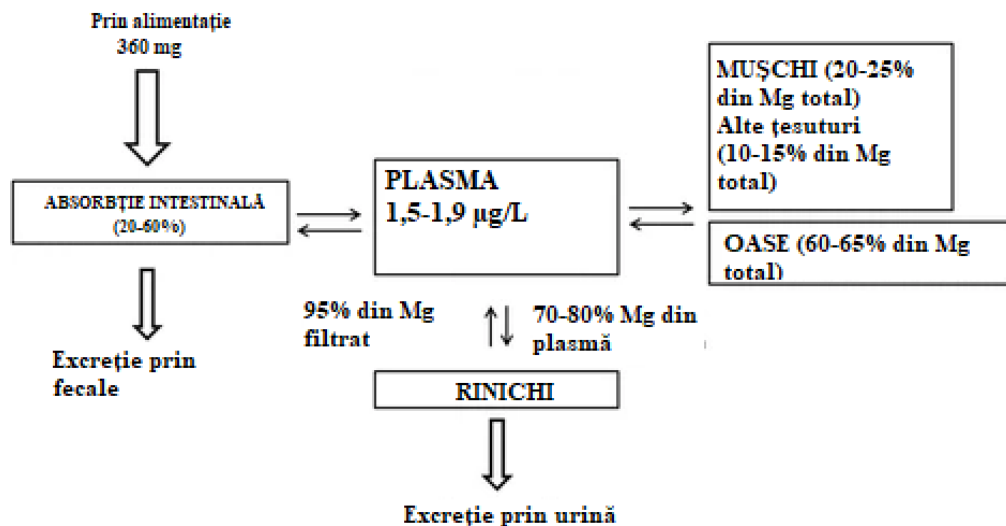 Prin alimentație
360 mg
MUȘCHI (20-25%
din Mg total)
Alte țesuturi
(10-15% din Mg
total)
ABSORBȚIE INTESTINALĂ
(20-60%)
PLASMA
1,5-1,9 µg/L
OASE (60-65% din Mg
total)
95% din Mg
filtrat
70-80% Mg din
plasmă
Excreție prin
fecale
RINICHI
Excreție prin urină